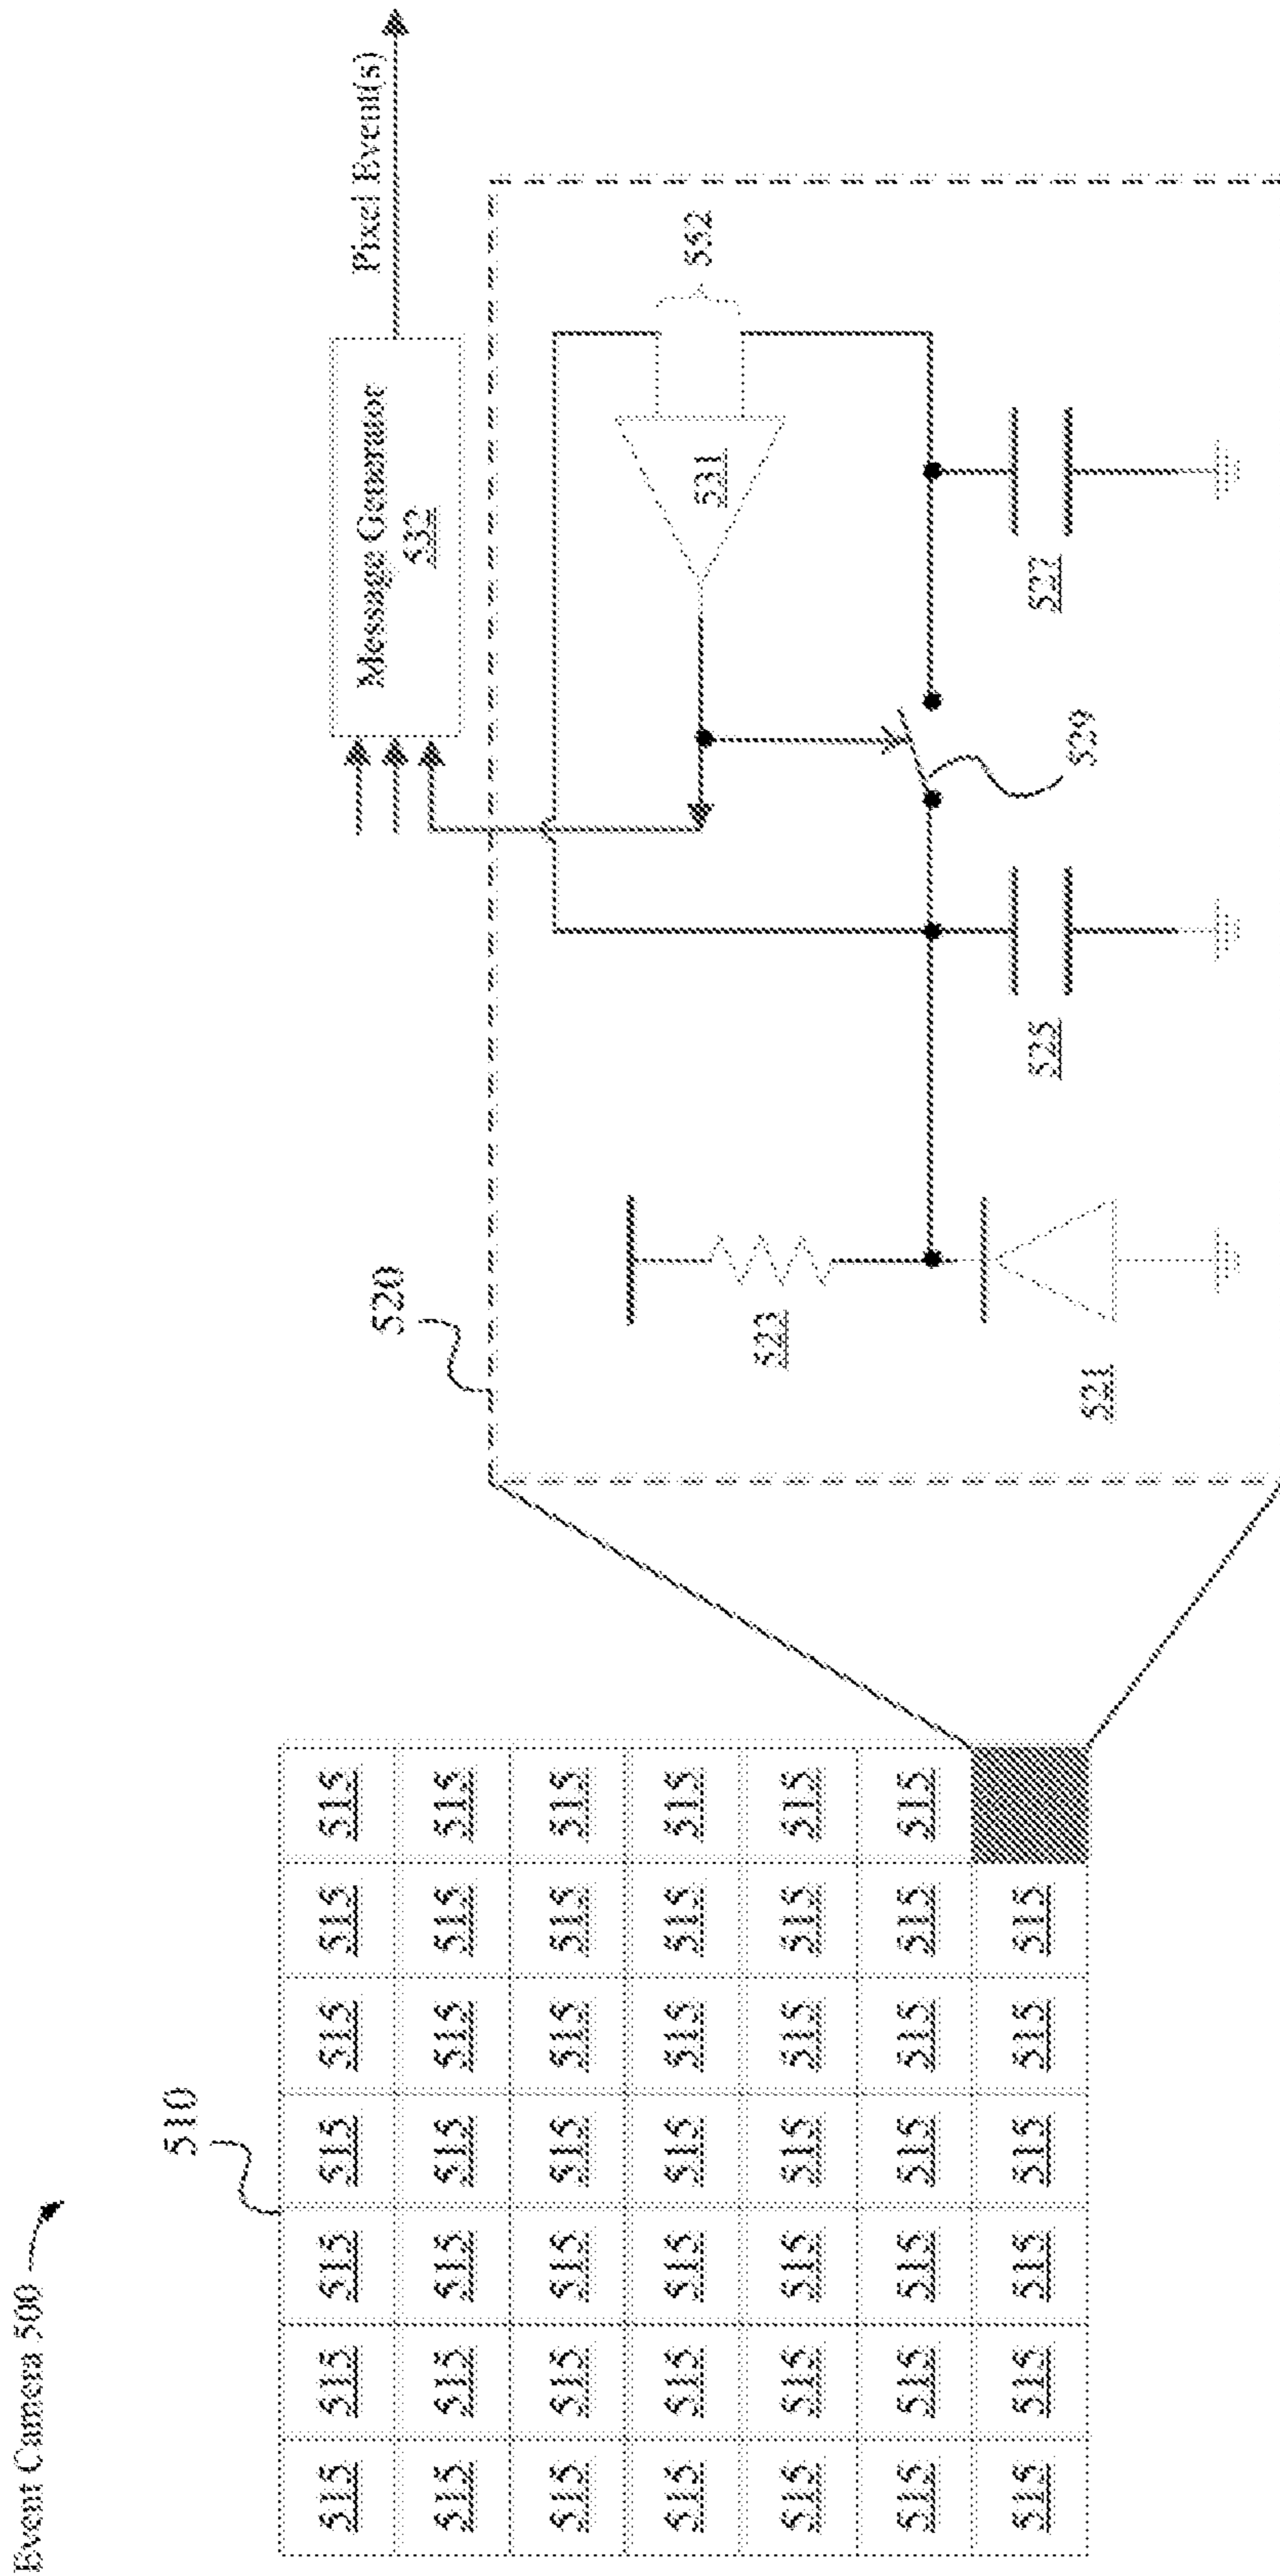 Event Camera 500
510
515 515 515 515 515 515 515
515 515 515 515 515 515 515
515 515 515 515 515 515 515
515 515 515 515 515 515 515
515 515 515 515 515 515 515
515 515 515 515 515 515 515
515 515 515 515 515 515
Message Generator
532
Pixel Event(s)
520
531
552
523
529
525
527
521